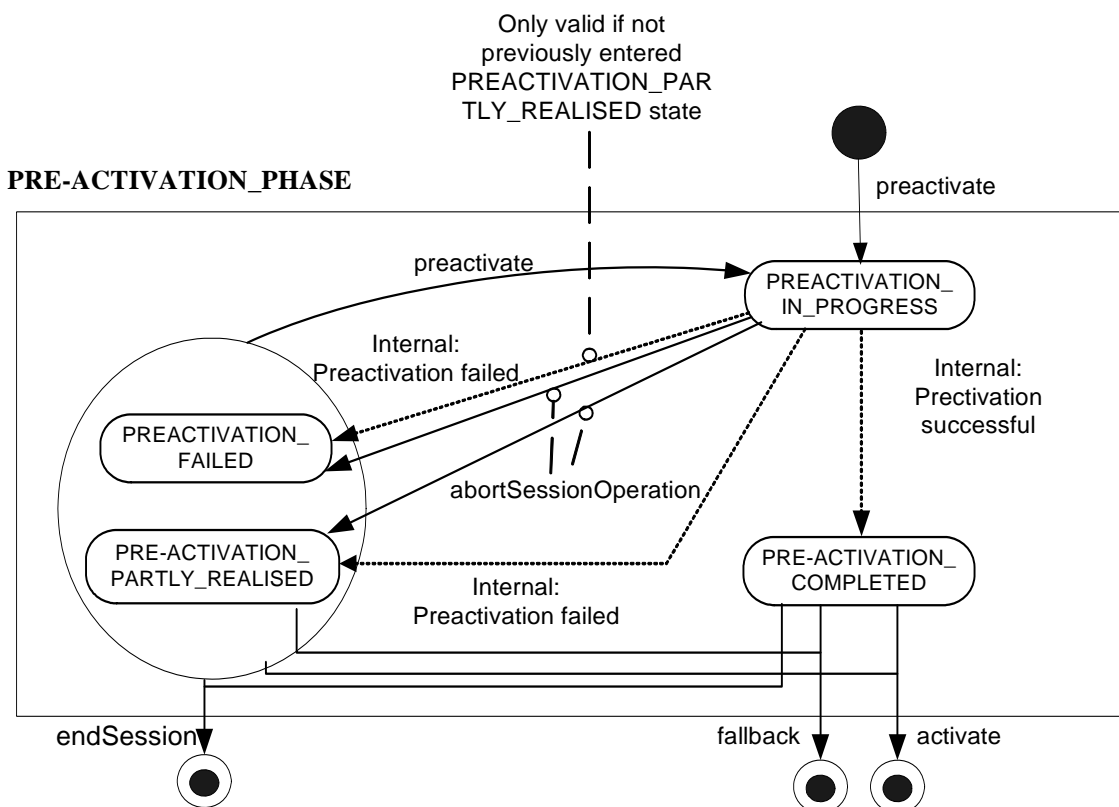 Only valid if not
previously entered
PREACTIVATION_PAR
TLY_REALISED state
PRE-ACTIVATION_PHASE
preactivate
preactivate
PREACTIVATION_
IN_PROGRESS
Internal:
Preactivation failed
Internal:
Prectivation
successful
PREACTIVATION_
FAILED
abortSessionOperation
PRE-ACTIVATION_
PARTLY_REALISED
PRE-ACTIVATION_
COMPLETED
Internal:
Preactivation failed
endSession
fallback
activate